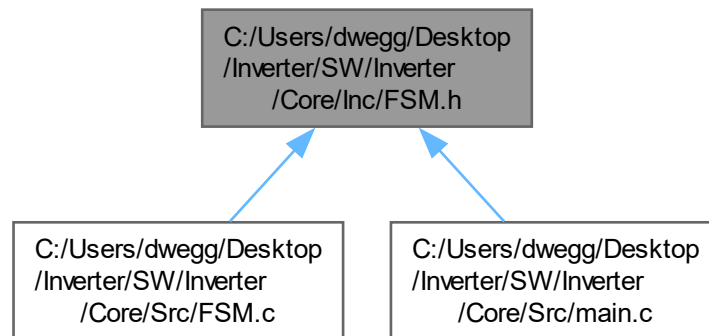 C:/Users/dwegg/Desktop
/Inverter/SW/Inverter
/Core/Inc/FSM.h
C:/Users/dwegg/Desktop
/Inverter/SW/Inverter
/Core/Src/FSM.c
C:/Users/dwegg/Desktop
/Inverter/SW/Inverter
/Core/Src/main.c